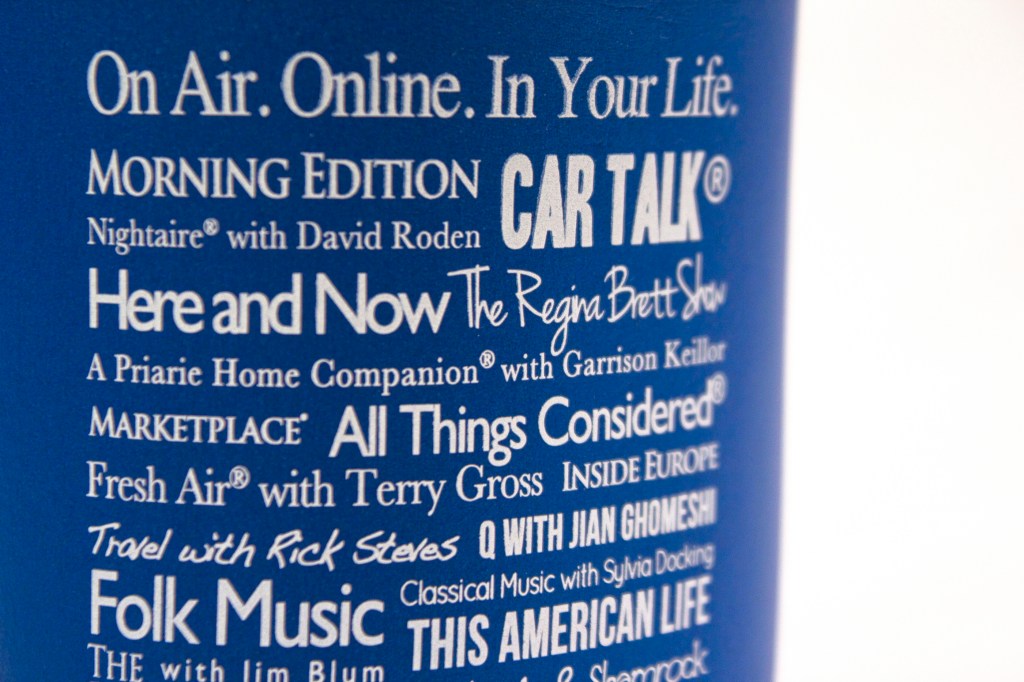 On Air. Online. In Your Life.
MORNING EDITION CAR TALK®
Nightaire® with David Roden
Here and Now The Regina Brett Show
A Priarie Home Companion® with Garrison Keillor
MARKETPLACE® All Things Considered®
Fresh Air® with Terry Gross INSIDE EUROPE
Travel with Rick Steves Q WITH JIAN GHOMESHI
Classical Music with Sylvia Docking
Folk Music THIS AMERICAN LIFE
THE with Jim Blum
& Shamrock